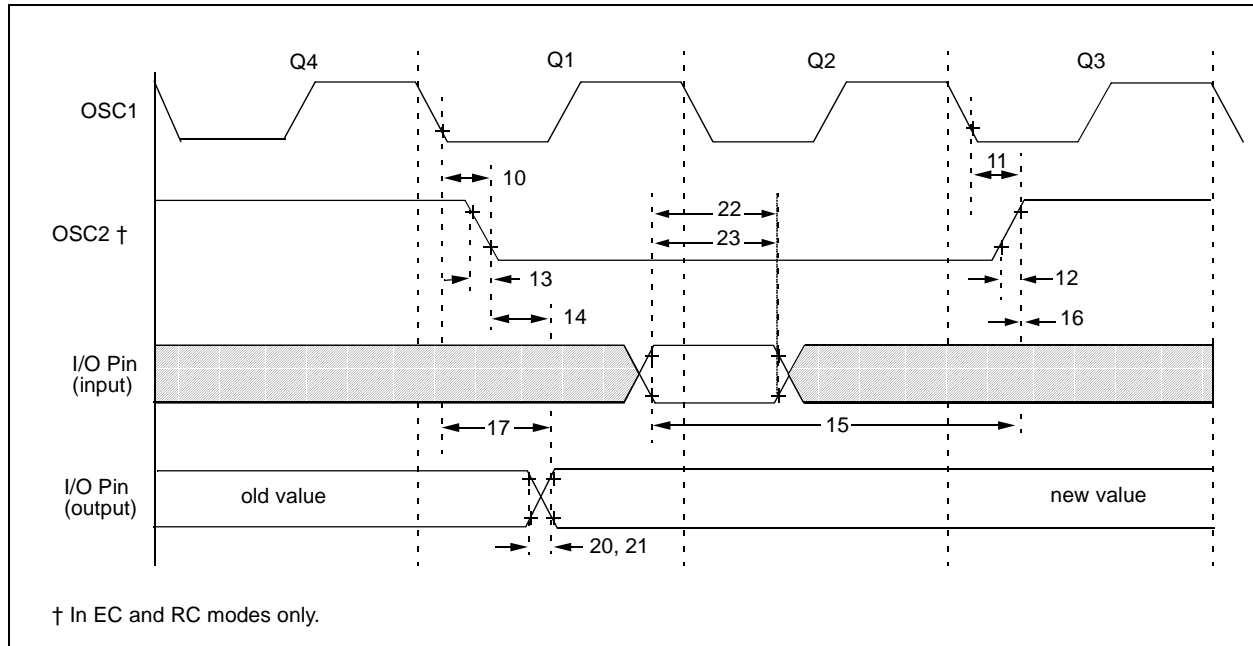 Q4
Q1
Q2
Q3
OSC1
10
11
22
OSC2 †
23
13
12
14
16
I/O Pin
(input)
17
15
I/O Pin
(output)
old value
new value
20, 21
† In EC and RC modes only.